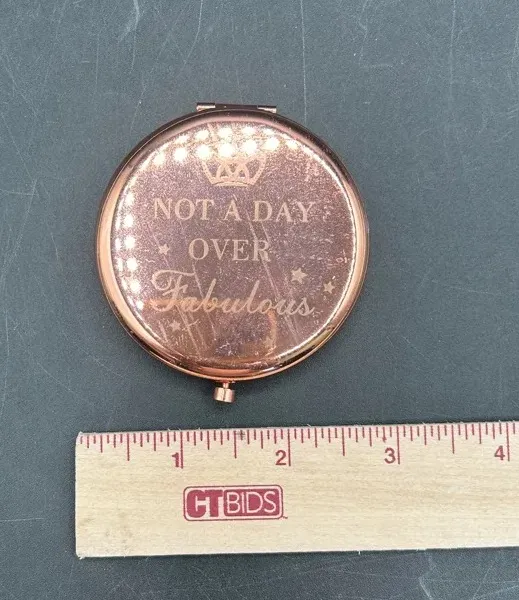 NOT A DAY
OVER
Fabulous
1 2 3 4
CTBIDS